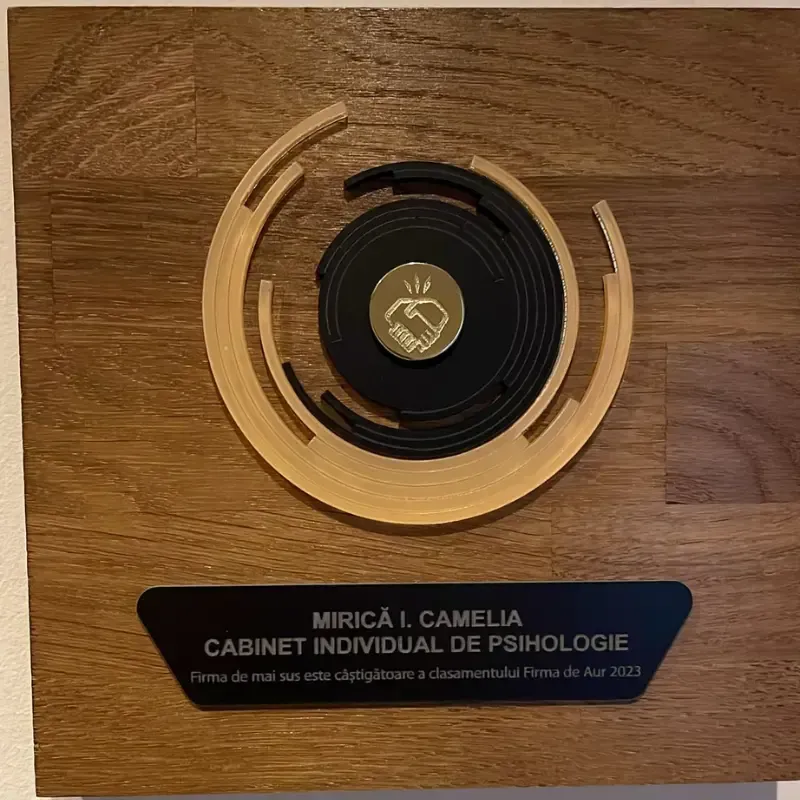 MIRICĂ I. CAMELIA
CABINET INDIVIDUAL DE PSIHOLOGIE
Firma de mai sus este câștigătoare a clasamentului Firma de Aur 2023